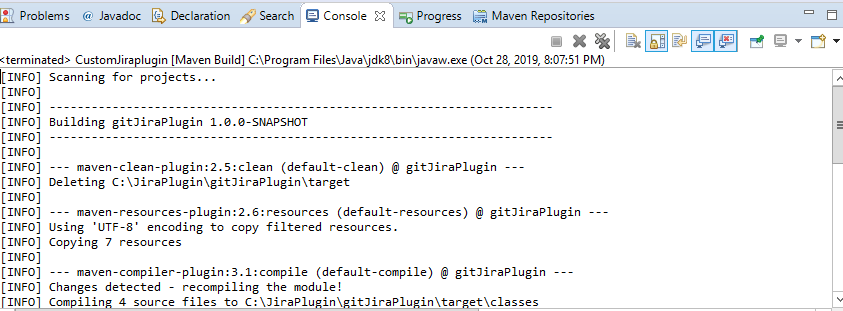 Problems @ Javadoc Declaration Search Console Progress Maven Repositories
<terminated> CustomJiraplugin [Maven Build] C:\Program Files\Java\jdk8\bin\javaw.exe (Oct 28, 2019, 8:07:51 PM)
[INFO] Scanning for projects...
[INFO]
[INFO] ------------------------------------------------------------------------
[INFO] Building gitJiraPlugin 1.0.0-SNAPSHOT
[INFO] ------------------------------------------------------------------------
[INFO]
[INFO] --- maven-clean-plugin:2.5:clean (default-clean) @ gitJiraPlugin ---
[INFO] Deleting C:\JiraPlugin\gitJiraPlugin\target
[INFO]
[INFO] --- maven-resources-plugin:2.6:resources (default-resources) @ gitJiraPlugin ---
[INFO] Using 'UTF-8' encoding to copy filtered resources.
[INFO] Copying 7 resources
[INFO]
[INFO] --- maven-compiler-plugin:3.1:compile (default-compile) @ gitJiraPlugin ---
[INFO] Changes detected - recompiling the module!
[INFO] Compiling 4 source files to C:\JiraPlugin\gitJiraPlugin\target\classes